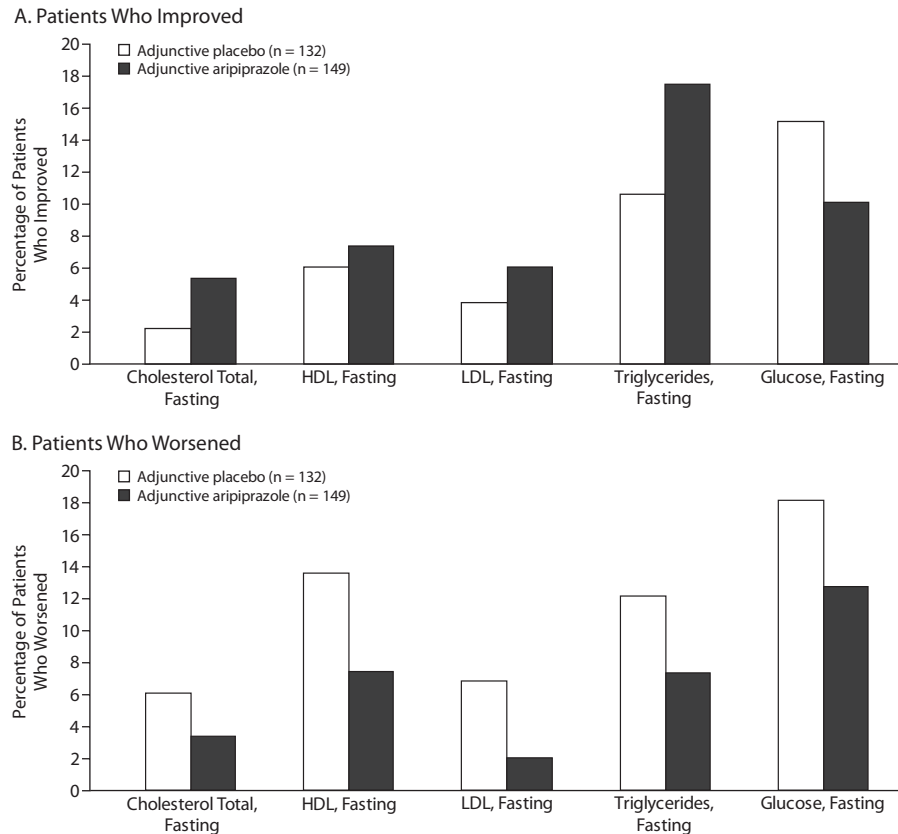 A. Patients Who Improved
20
18
16
14
12
10
8
6
4
2
0
Percentage of Patients
Who Improved
Adjunctive placebo (n = 132)
Adjunctive aripiprazole (n = 149)
Cholesterol Total,
Fasting
HDL, Fasting
LDL, Fasting
Triglycerides,
Fasting
Glucose, Fasting
B. Patients Who Worsened
20
18
16
14
12
10
8
6
4
2
0
Percentage of Patients
Who Worsened
Adjunctive placebo (n = 132)
Adjunctive aripiprazole (n = 149)
Cholesterol Total,
Fasting
HDL, Fasting
LDL, Fasting
Triglycerides,
Fasting
Glucose, Fasting